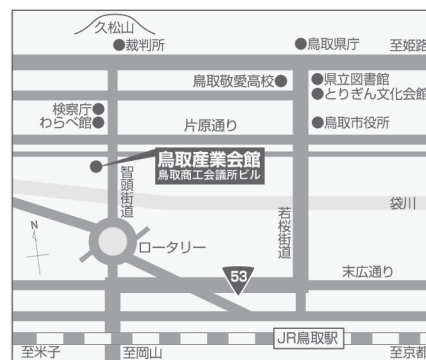 久松山
裁判所
鳥取県庁
至姫路
鳥取敬愛高校
県立図書館
とりぎん文化会館
検察庁
わらべ館
片原通り
鳥取市役所
鳥取産業会館
鳥取商工会議所ビル
智頭街道
袋川
若桜街道
N
ロータリー
53
末広通り
JR鳥取駅
至米子
至岡山
至京都